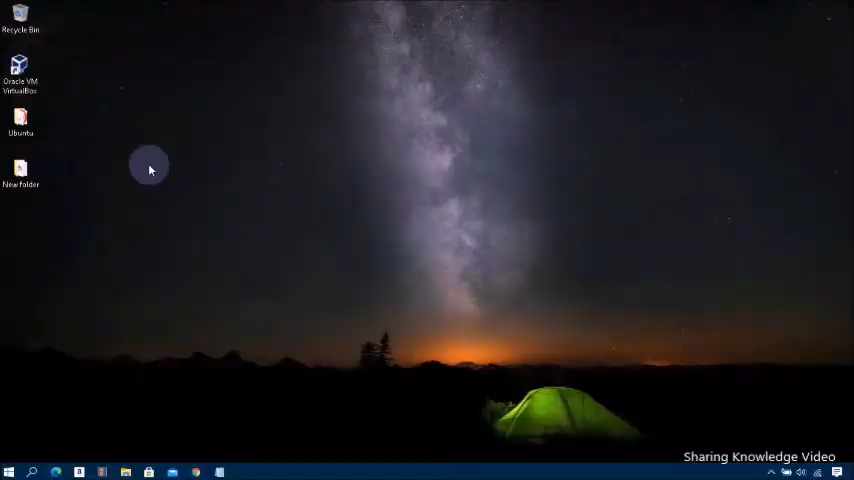 Recycle Bin
Oracle VM
VirtualBox
Ubuntu
New folder
Sharing Knowledge Video